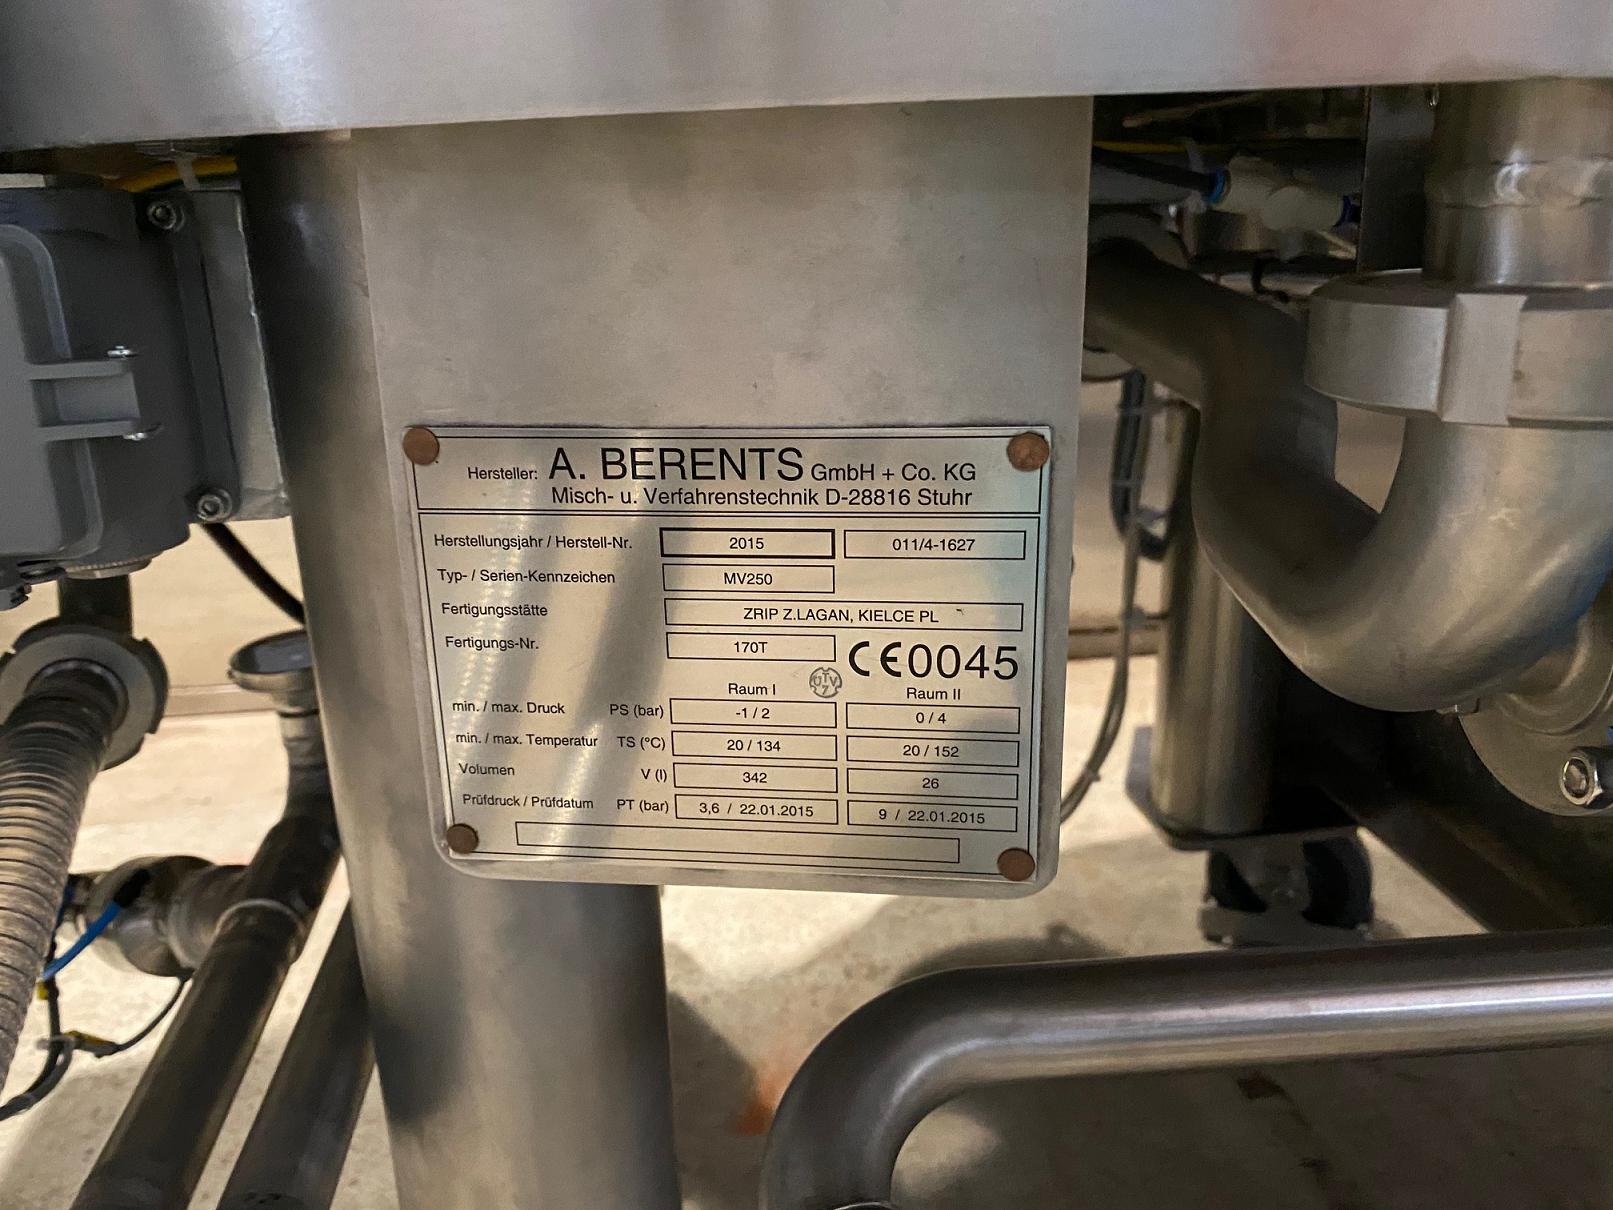 Hersteller: A. BERENTS GmbH + Co. KG
Misch- u. Verfahrenstechnik D-28816 Stuhr
Herstellungsjahr / Herstell-Nr. 2015 011/4-1627
Typ- / Serien-Kennzeichen MV250
Fertigungsstätte ZRIP Z.LAGAN, KIELCE PL
Fertigungs-Nr. 170T CE0045
TÜV 7
Raum I Raum II
min. / max. Druck PS (bar) -1 / 2 0 / 4
min. / max. Temperatur TS (°C) 20 / 134 20 / 152
Volumen V (l) 342 26
Prüfdruck / Prüfdatum PT (bar) 3,6 / 22.01.2015 9 / 22.01.2015